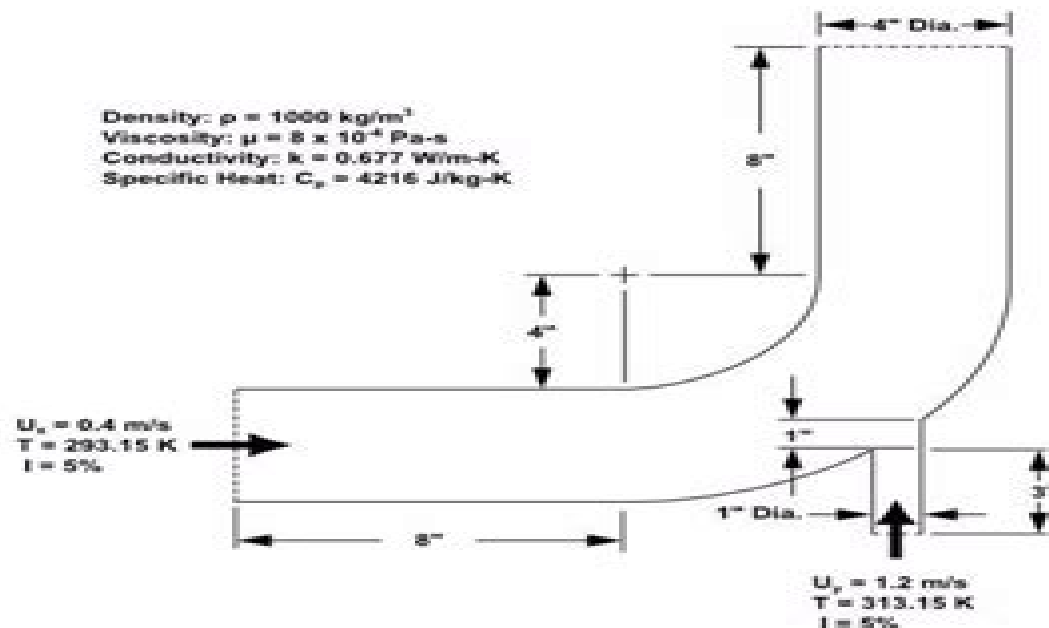 4" Dia.
Density: ρ = 1000 kg/m³
Viscosity: μ = 8 x 10⁻⁴ Pa-s
Conductivity: k = 0.677 W/m-K
Specific Heat: Cₚ = 4216 J/kg-K
8"
4"
Uₓ = 0.4 m/s
T = 293.15 K
I = 5%
1"
1" Dia.
8"
Uᵧ = 1.2 m/s
T = 313.15 K
I = 5%